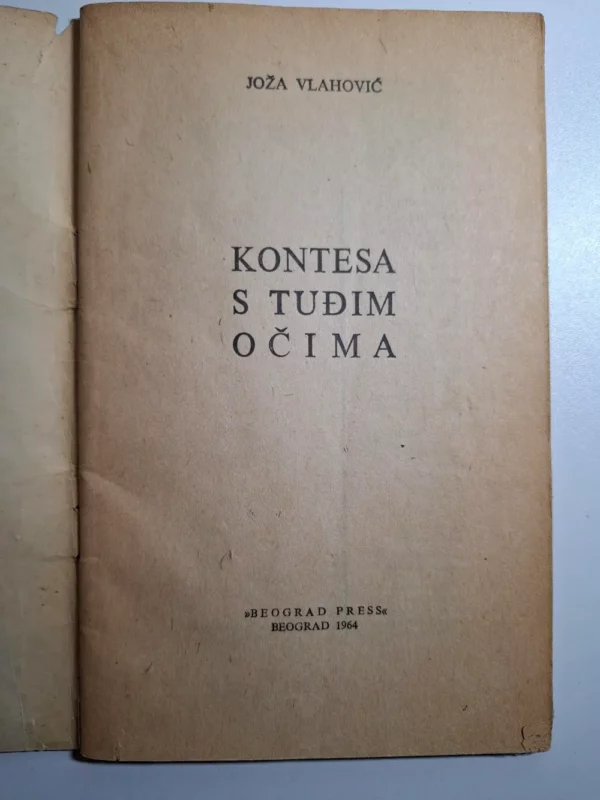 JOŽA VLAHOVIĆ
KONTESA
S TUĐIM
OČIMA
»BEOGRAD PRESS«
BEOGRAD 1964